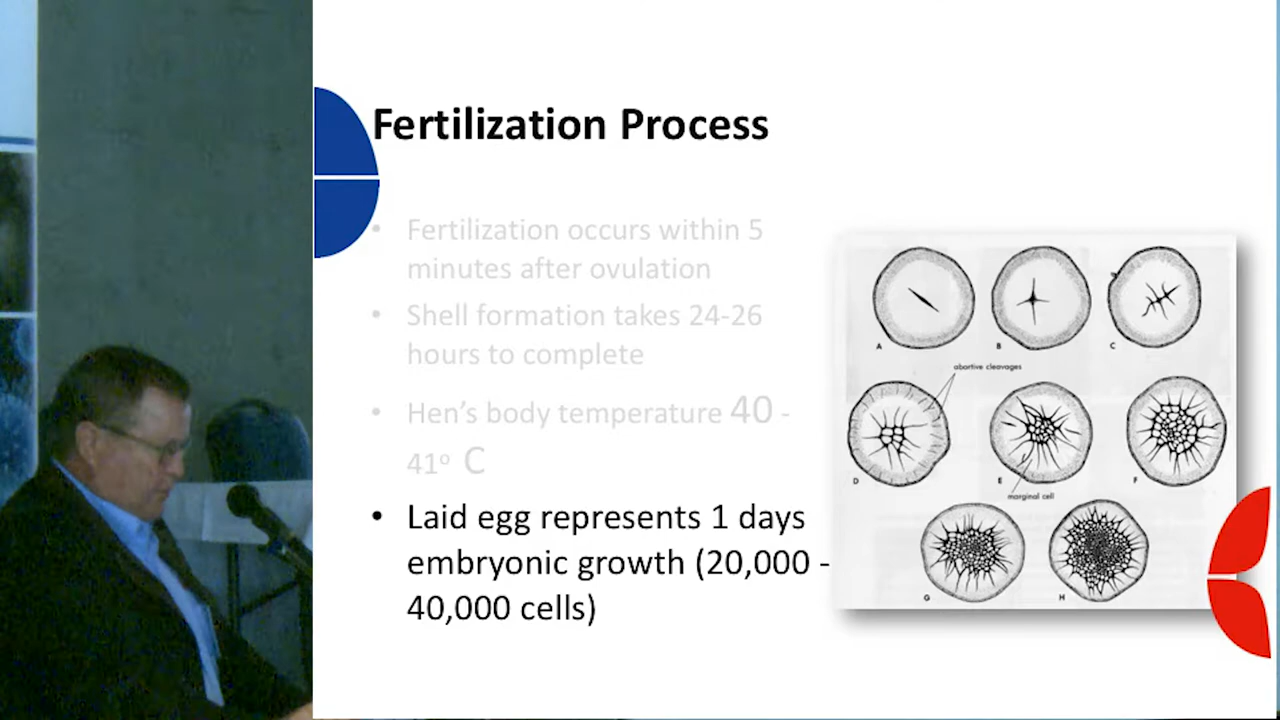 Fertilization Process
• Fertilization occurs within 5
minutes after ovulation
• Shell formation takes 24-26
hours to complete
• Hen's body temperature 40 -
41º C
• Laid egg represents 1 days
embryonic growth (20,000 -
40,000 cells)
A
B
C
abortive cleavages
D
E
F
marginal cell
G
H